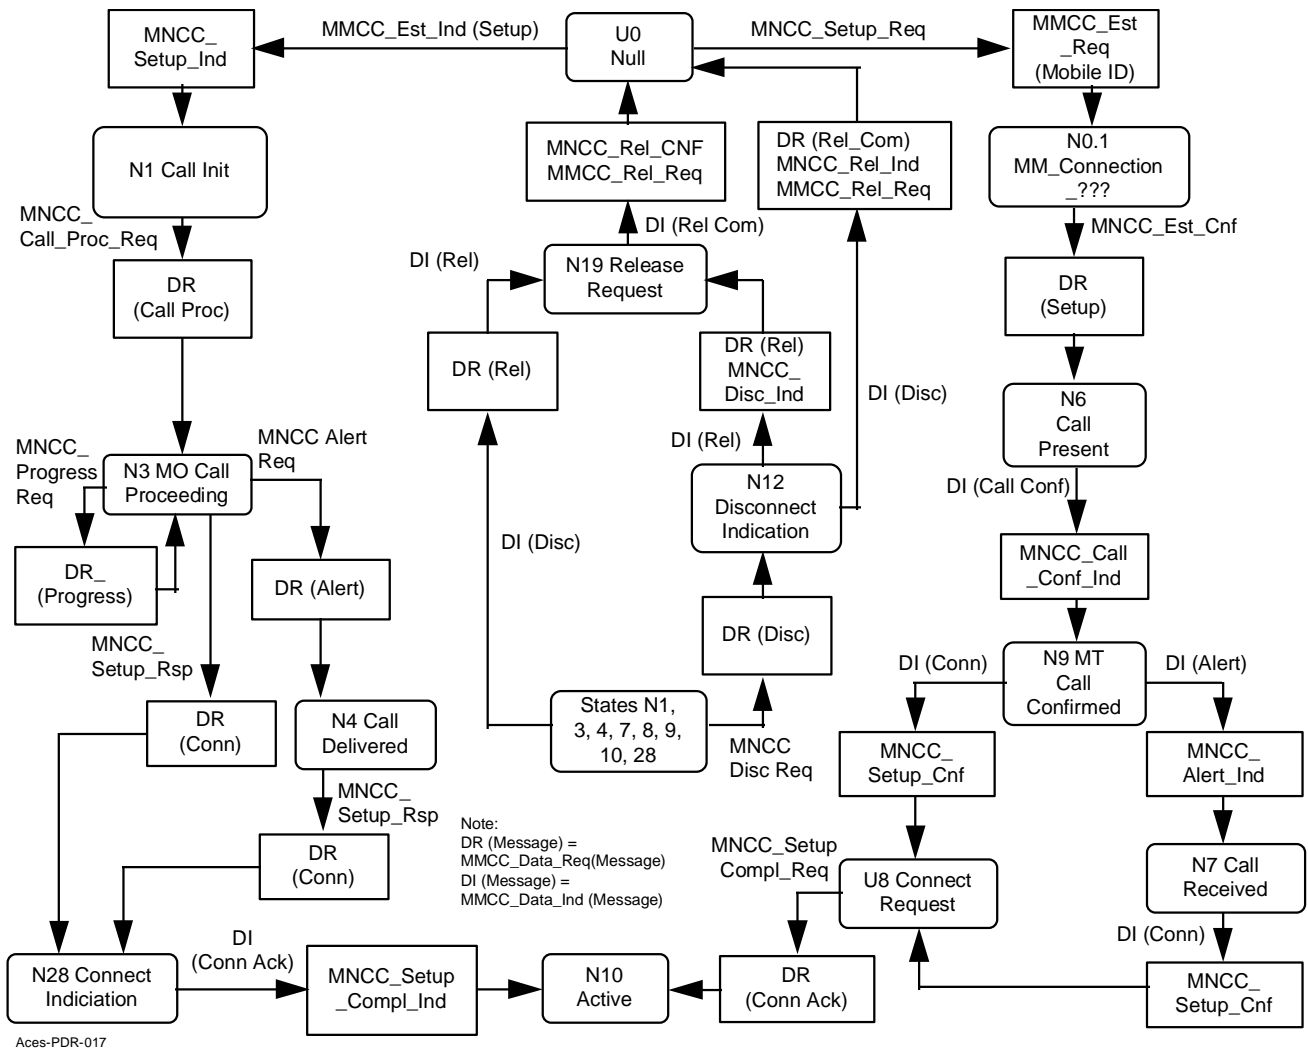 MMCC_Est_Ind (Setup)
U0
Null
MNCC_Setup_Req
MNCC_
Setup_Ind
MMCC_Est
_Req
(Mobile ID)
N1 Call Init
MNCC_Rel_CNF
MMCC_Rel_Req
DR (Rel_Com)
MNCC_Rel_Ind
MMCC_Rel_Req
N0.1
MM_Connection
_???
MNCC_
Call_Proc_Req
DI (Rel Com)
MNCC_Est_Cnf
DI (Rel)
N19 Release
Request
DR
(Call Proc)
DR
(Setup)
DR (Rel)
DR (Rel)
MNCC_
Disc_Ind
DI (Disc)
N6
Call
Present
MNCC_
Progress
Req
MNCC Alert
Req
DI (Rel)
N3 MO Call
Proceeding
N12
Disconnect
Indication
DI (Call Conf)
DI (Disc)
DR_
(Progress)
DR (Alert)
MNCC_Call
_Conf_Ind
DR (Disc)
MNCC_
Setup_Rsp
DI (Conn)
N9 MT
Call
Confirmed
DI (Alert)
DR
(Conn)
N4 Call
Delivered
States N1,
3, 4, 7, 8, 9,
10, 28
MNCC
Disc Req
MNCC_
Setup_Cnf
MNCC_
Alert_Ind
MNCC_
Setup_Rsp
Note:
DR (Message) =
MMCC_Data_Req(Message)
DI (Message) =
MMCC_Data_Ind (Message)
DR
(Conn)
MNCC_Setup
Compl_Req
U8 Connect
Request
N7 Call
Received
DI
(Conn Ack)
DI (Conn)
N28 Connect
Indiciation
MNCC_Setup
_Compl_Ind
N10
Active
DR
(Conn Ack)
MNCC_
Setup_Cnf
Aces-PDR-017